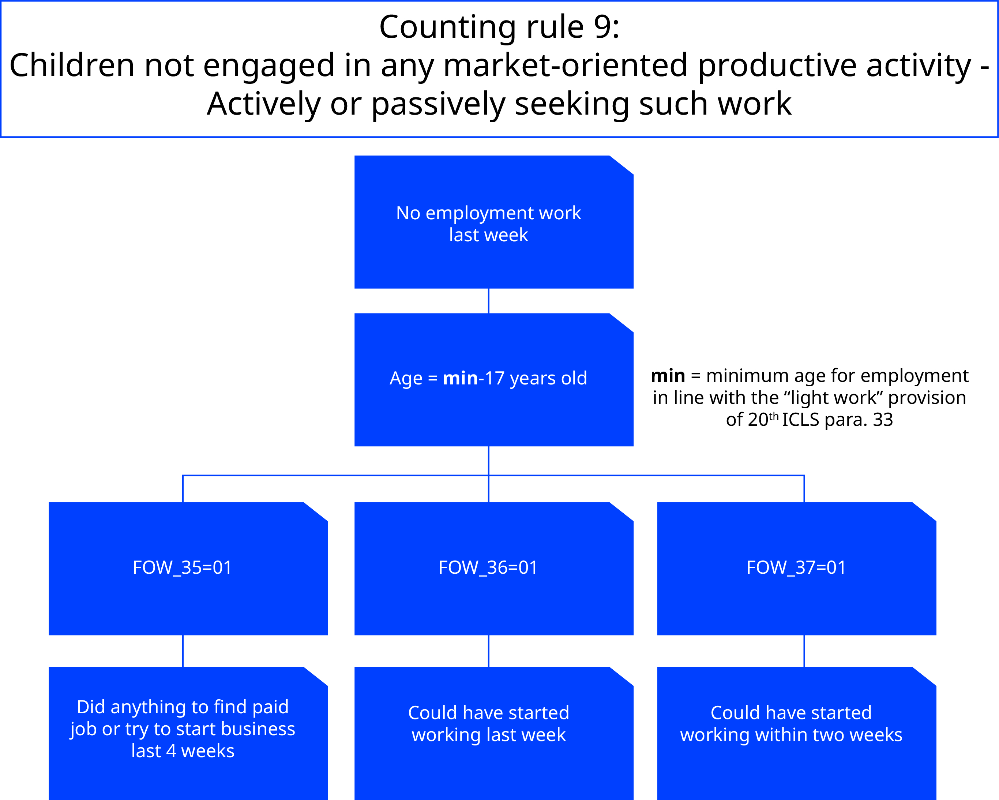 Counting rule 9:
Children not engaged in any market-oriented productive activity -
Actively or passively seeking such work
No employment work
last week
Age = min-17 years old
min = minimum age for employment
in line with the “light work” provision
of 20th ICLS para. 33
FOW_35=01
FOW_36=01
FOW_37=01
Did anything to find paid
job or try to start business
last 4 weeks
Could have started
working last week
Could have started
working within two weeks